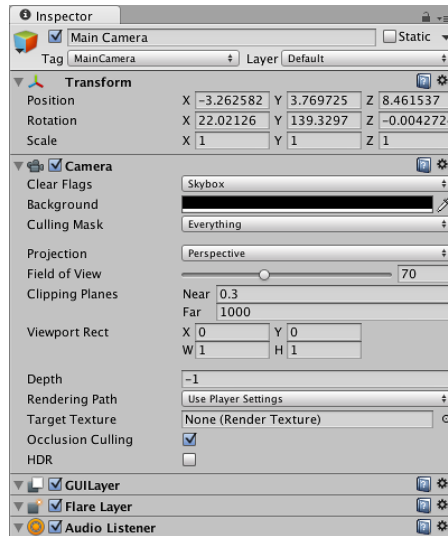 Inspector
Main Camera Static
Tag MainCamera Layer Default
Transform
Position X -3.262582 Y 3.769725 Z 8.461537
Rotation X 22.02126 Y 139.3297 Z -0.0042724
Scale X 1 Y 1 Z 1
Camera
Clear Flags Skybox
Background
Culling Mask Everything
Projection Perspective
Field of View 70
Clipping Planes Near 0.3
Far 1000
Viewport Rect X 0 Y 0
W 1 H 1
Depth -1
Rendering Path Use Player Settings
Target Texture None (Render Texture)
Occlusion Culling
HDR
GUILayer
Flare Layer
Audio Listener